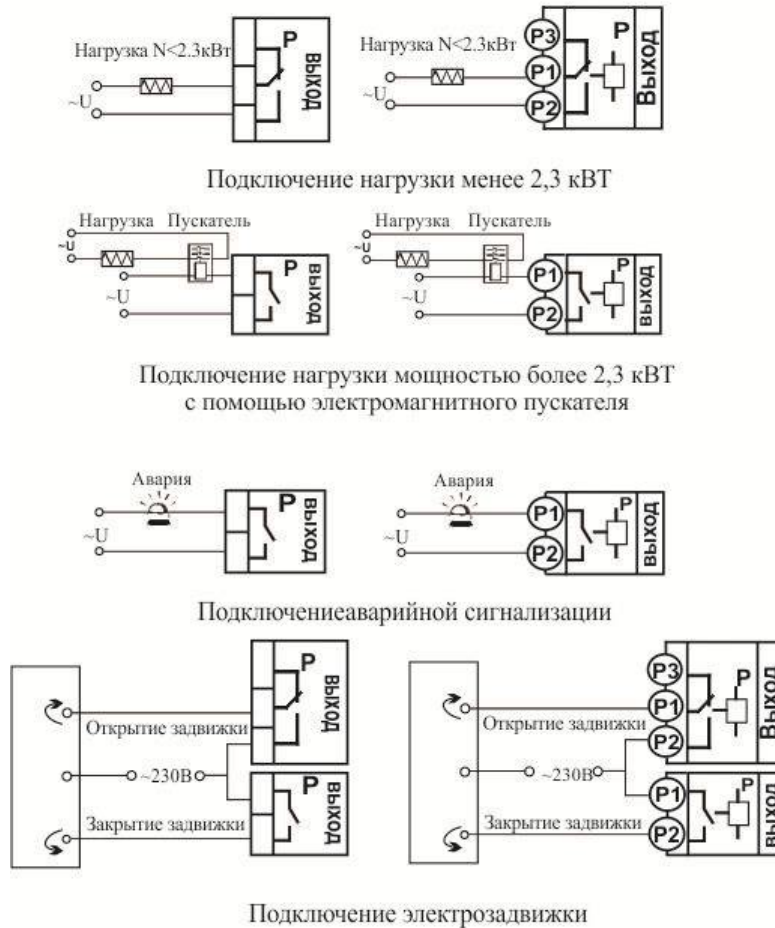 Нагрузка N<2.3кВт
~U
P
ВЫХОД
Нагрузка N<2.3кВт
~U
P3
P1
P2
P
Выход
Подключение нагрузки менее 2,3 кВТ
Нагрузка Пускатель
~U
~U
P
ВЫХОД
Нагрузка Пускатель
~U
~U
P1
P2
P
ВЫХОД
Подключение нагрузки мощностью более 2,3 кВТ
с помощью электромагнитного пускателя
Авария
~U
P
ВЫХОД
Авария
~U
P1
P2
P
ВЫХОД
Подключениеаварийной сигнализации
P
ВЫХОД
Открытие задвижки
~230В
P
ВЫХОД
Закрытие задвижки
P3
P1
P2
P
Выход
Открытие задвижки
~230В
P1
P2
P
ВЫХОД
Закрытие задвижки
Подключение электрозадвижки